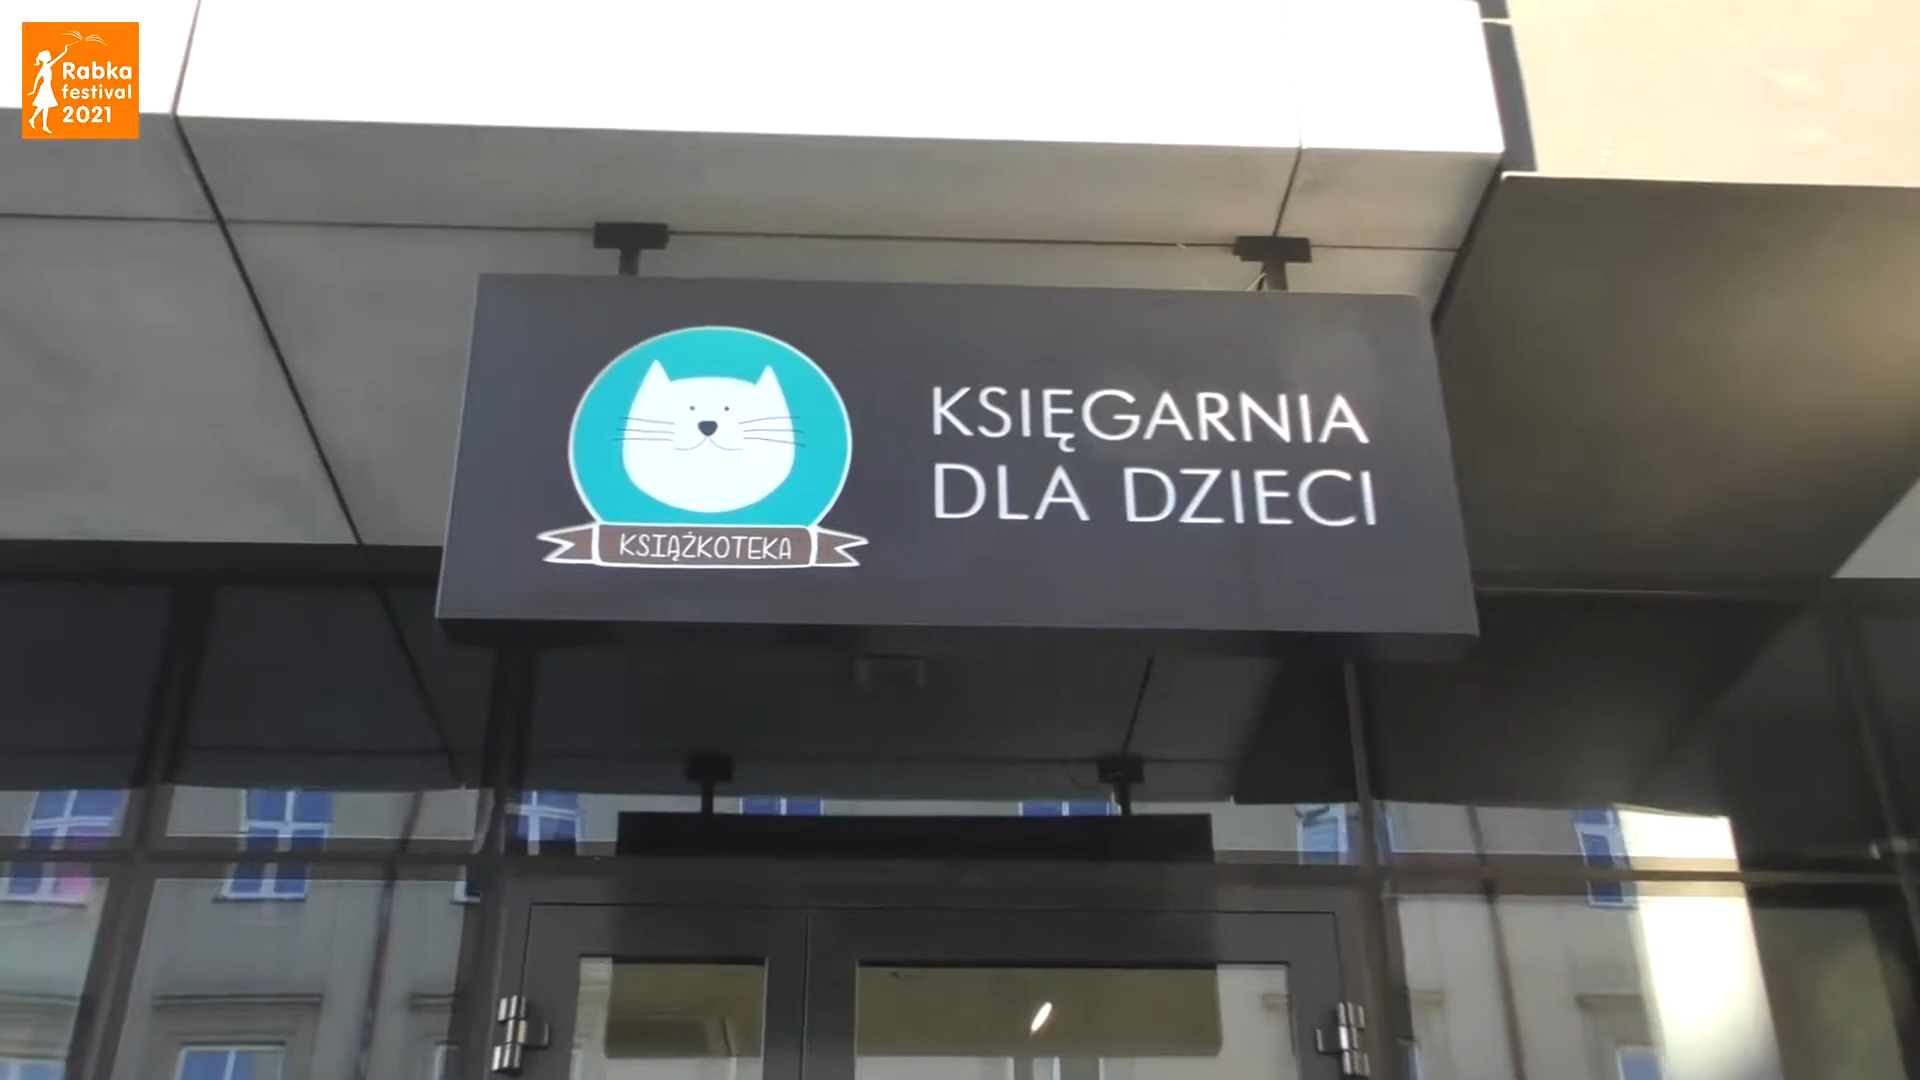 Rabka
festival
2021
KSIĘGARNIA
DLA DZIECI
KSIĄŻKOTEKA